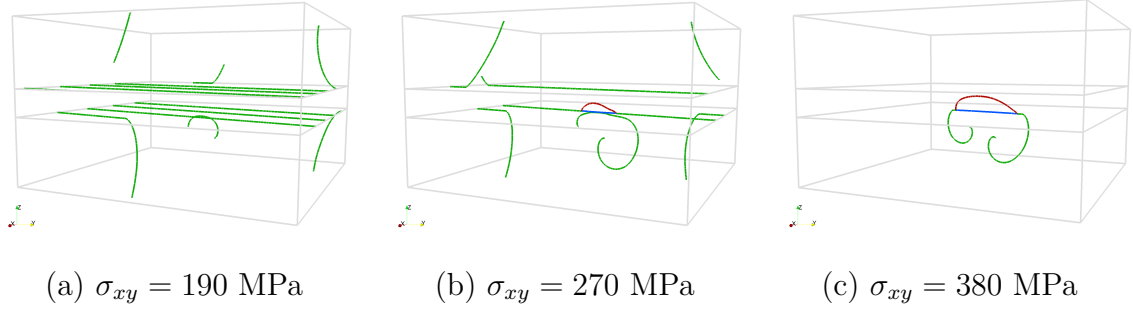 z
x
y
z
x
y
z
x
y
(a) σxy = 190 MPa
(b) σxy = 270 MPa
(c) σxy = 380 MPa